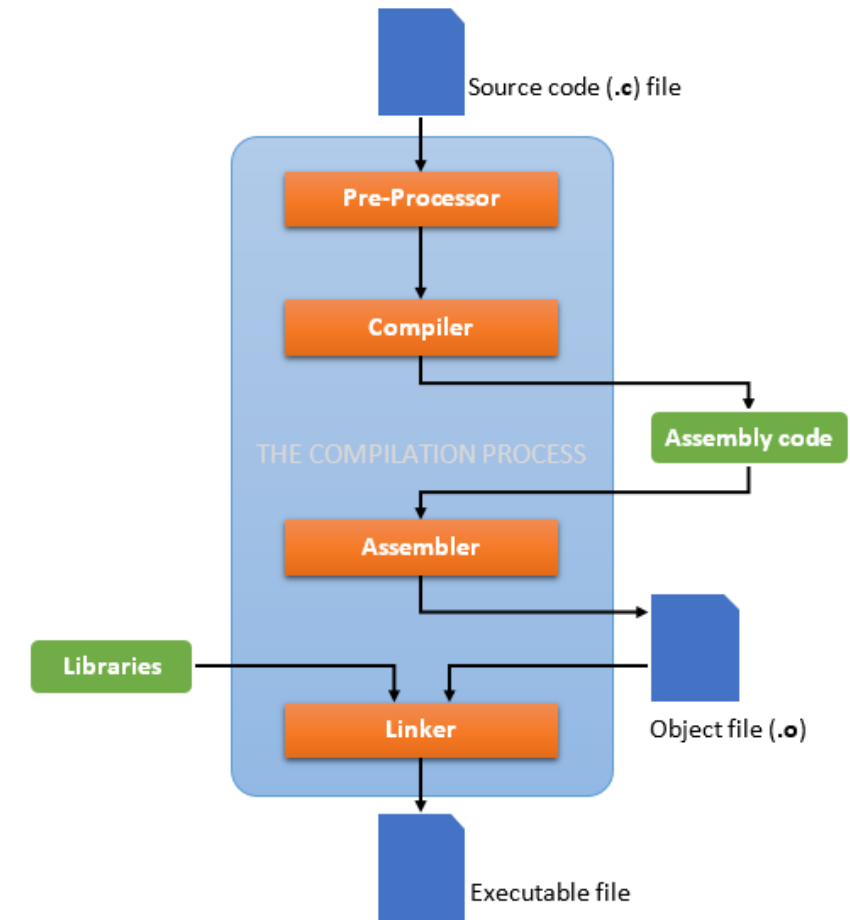 Source code (.c) file
Pre-Processor
Compiler
Assembly code
THE COMPILATION PROCESS
Assembler
Libraries
Linker
Object file (.o)
Executable file